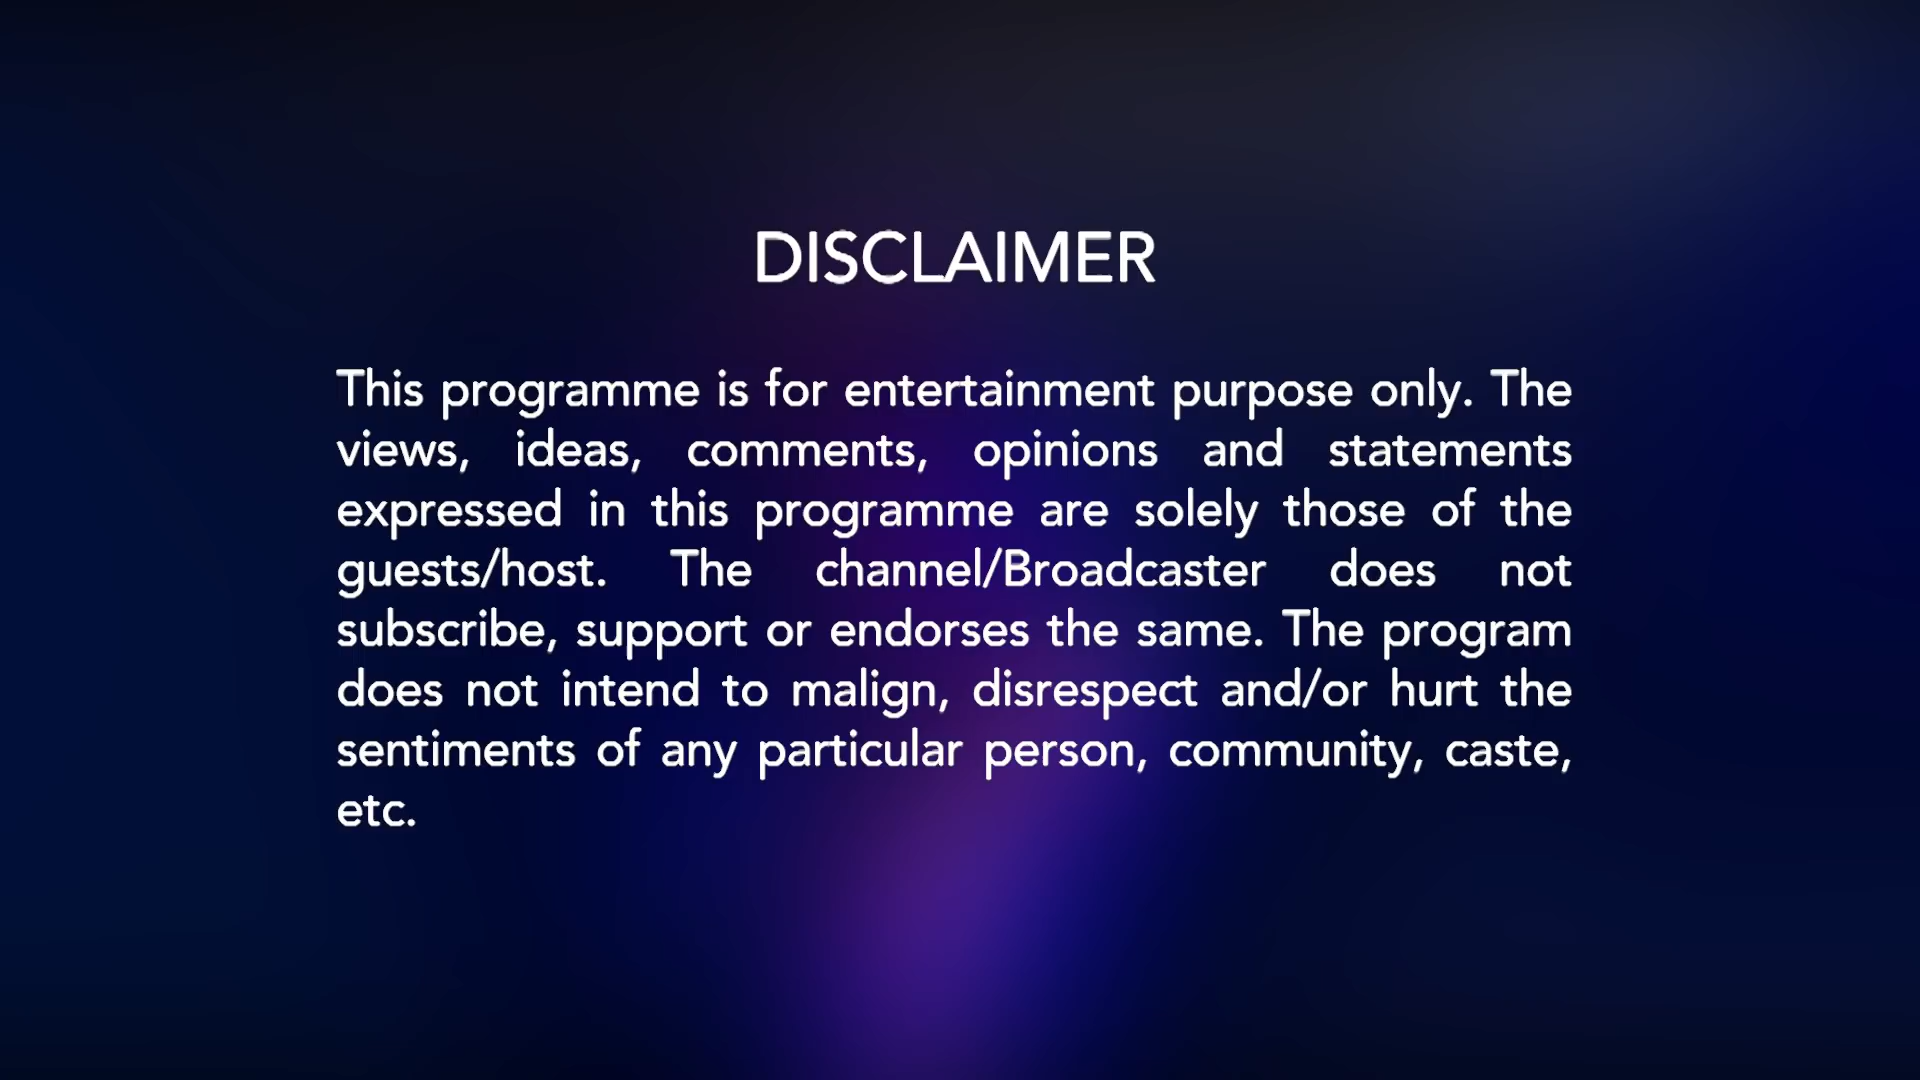 DISCLAIMER
This programme is for entertainment purpose only. The
views, ideas, comments, opinions and statements
expressed in this programme are solely those of the
guests/host. The channel/Broadcaster does not
subscribe, support or endorses the same. The program
does not intend to malign, disrespect and/or hurt the
sentiments of any particular person, community, caste,
etc.